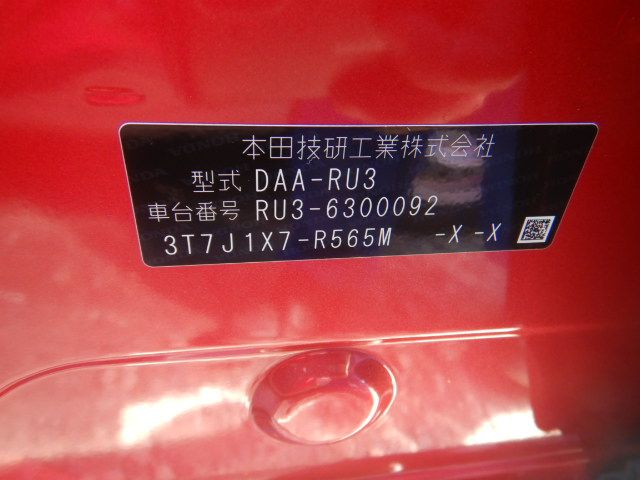 本田技研工業株式会社
型式 DAA-RU3
車台番号 RU3-6300092
3T7J1X7-R565M -X -X